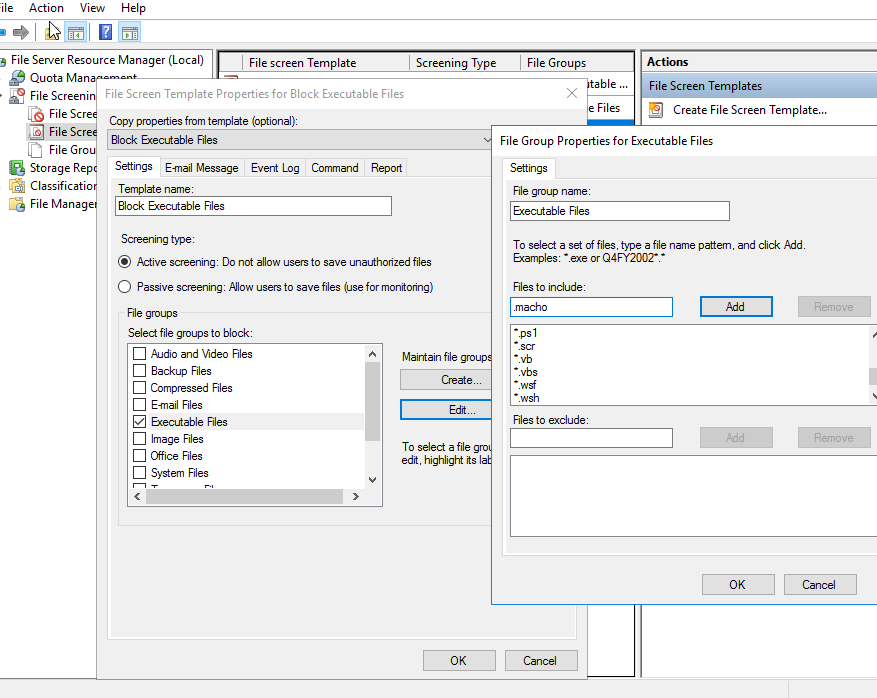 File Action View Help
File Server Resource Manager (Local)
Quota Management
File Screenin
File Scree
File Scree
File Grou
Storage Repo
Classification
File Manager
File screen Template Screening Type File Groups
utable ...
e Files
Actions
File Screen Templates
Create File Screen Template...
File Screen Template Properties for Block Executable Files
Copy properties from template (optional):
Block Executable Files
Settings E-mail Message Event Log Command Report
Template name:
Block Executable Files
Screening type:
Active screening: Do not allow users to save unauthorized files
Passive screening: Allow users to save files (use for monitoring)
File groups
Select file groups to block:
Audio and Video Files
Backup Files
Compressed Files
E-mail Files
Executable Files
Image Files
Office Files
System Files
Maintain file groups
Create...
Edit...
To select a file grou
edit, highlight its lab
OK Cancel
File Group Properties for Executable Files
Settings
File group name:
Executable Files
To select a set of files, type a file name pattern, and click Add.
Examples: *.exe or Q4FY2002*.*
Files to include:
.macho Add Remove
*.ps1
*.scr
*.vb
*.vbs
*.wsf
*.wsh
Files to exclude:
Add Remove
OK Cancel